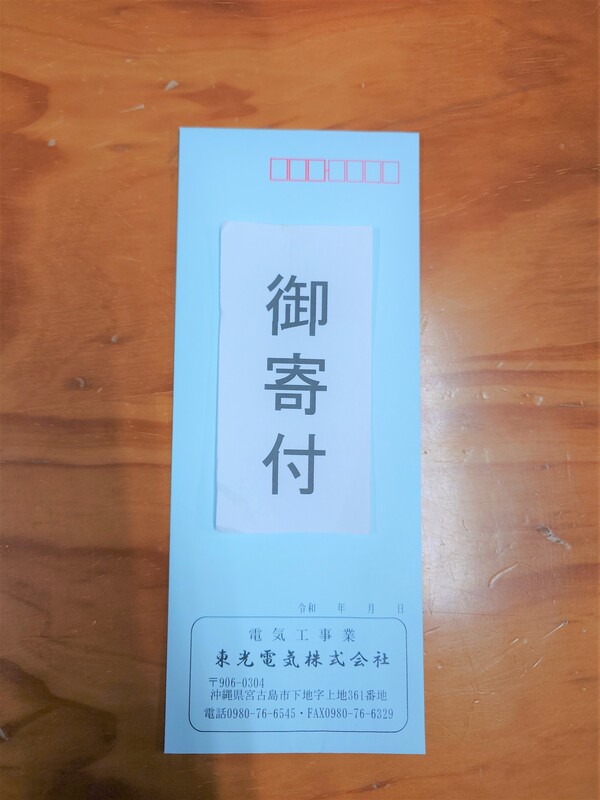 御寄付
令和　年　月　日
電気工事業
東光電気株式会社
〒906-0304
沖縄県宮古島市下地字上地361番地
電話0980-76-6545・FAX0980-76-6329